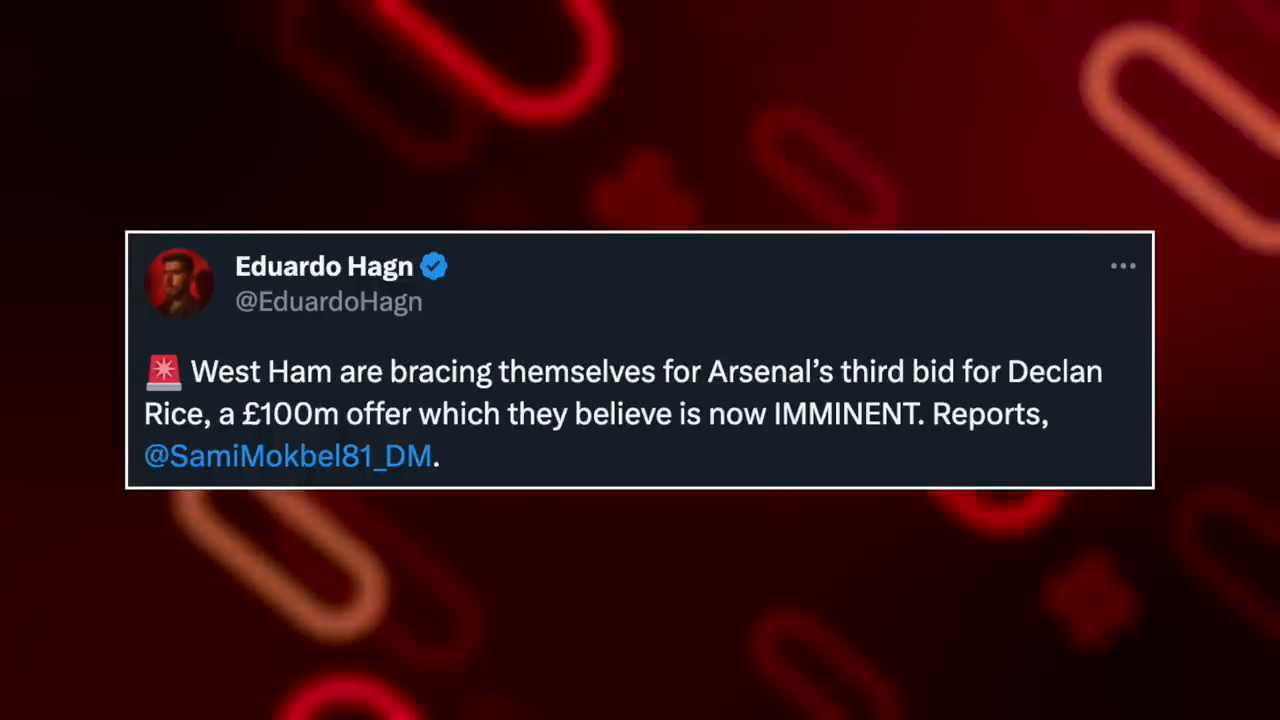 Eduardo Hagn
@EduardoHagn
🚨 West Ham are bracing themselves for Arsenal’s third bid for Declan
Rice, a £100m offer which they believe is now IMMINENT. Reports,
@SamiMokbel81_DM.